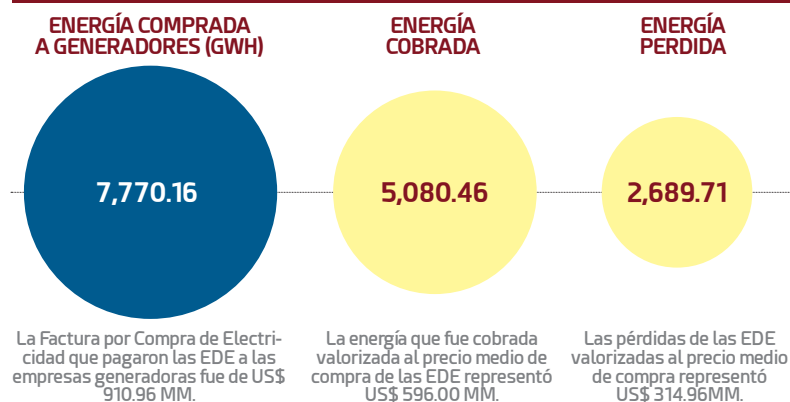 ENERGÍA COMPRADA
A GENERADORES (GWH)
7,770.16
La Factura por Compra de Electri-
cidad que pagaron las EDE a las
empresas generadoras fue de US$
910.96 MM.
ENERGÍA
COBRADA
5,080.46
La energía que fue cobrada
valorizada al precio medio de
compra de las EDE representó
US$ 596.00 MM.
ENERGÍA
PERDIDA
2,689.71
Las pérdidas de las EDE
valorizadas al precio medio
de compra representó
US$ 314.96MM.